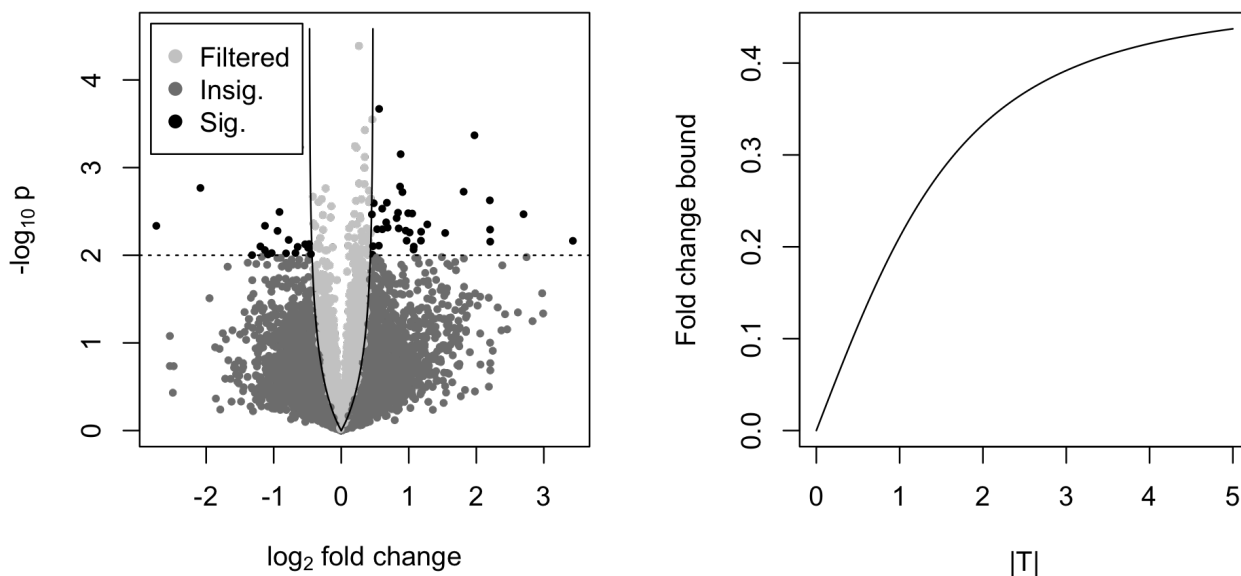 Filtered
Insig.
Sig.
-log10 p
4
3
2
1
0
-2 -1 0 1 2 3
log2 fold change
Fold change bound
0.4
0.3
0.2
0.1
0.0
0 1 2 3 4 5
|T|